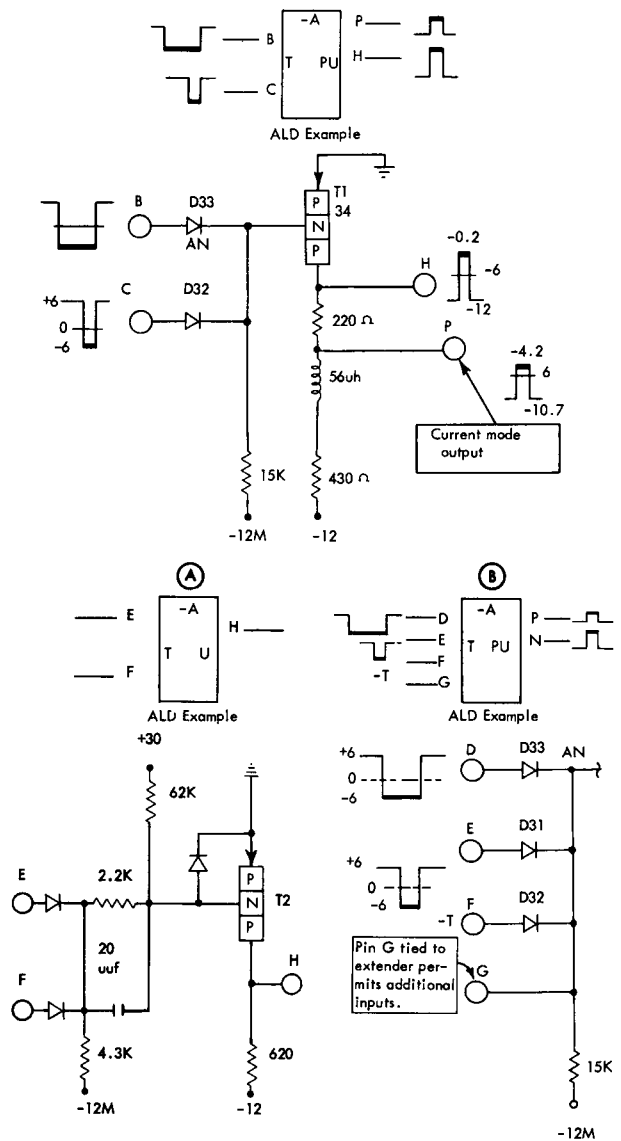 -A
P
B
H
T PU
C
ALD Example
P
N
P
T1
34
B
D33
AN
C
D32
+6
0
-6
H
-0.2
-6
-12
220 Ω
P
-4.2
6
-10.7
56uh
Current mode
output
15K
430 Ω
-12M
-12
A
B
-A
E
H
T U
F
ALD Example
-A
D
P
E
T PU
N
F
-T
G
ALD Example
+30
62K
E
2.2K
P
N
P
T2
20
uuf
F
H
4.3K
620
-12M
-12
+6
0
-6
D
D33
AN
E
D31
+6
0
-6
-T
F
D32
Pin G tied to
extender per-
mits additional
inputs.
G
15K
-12M